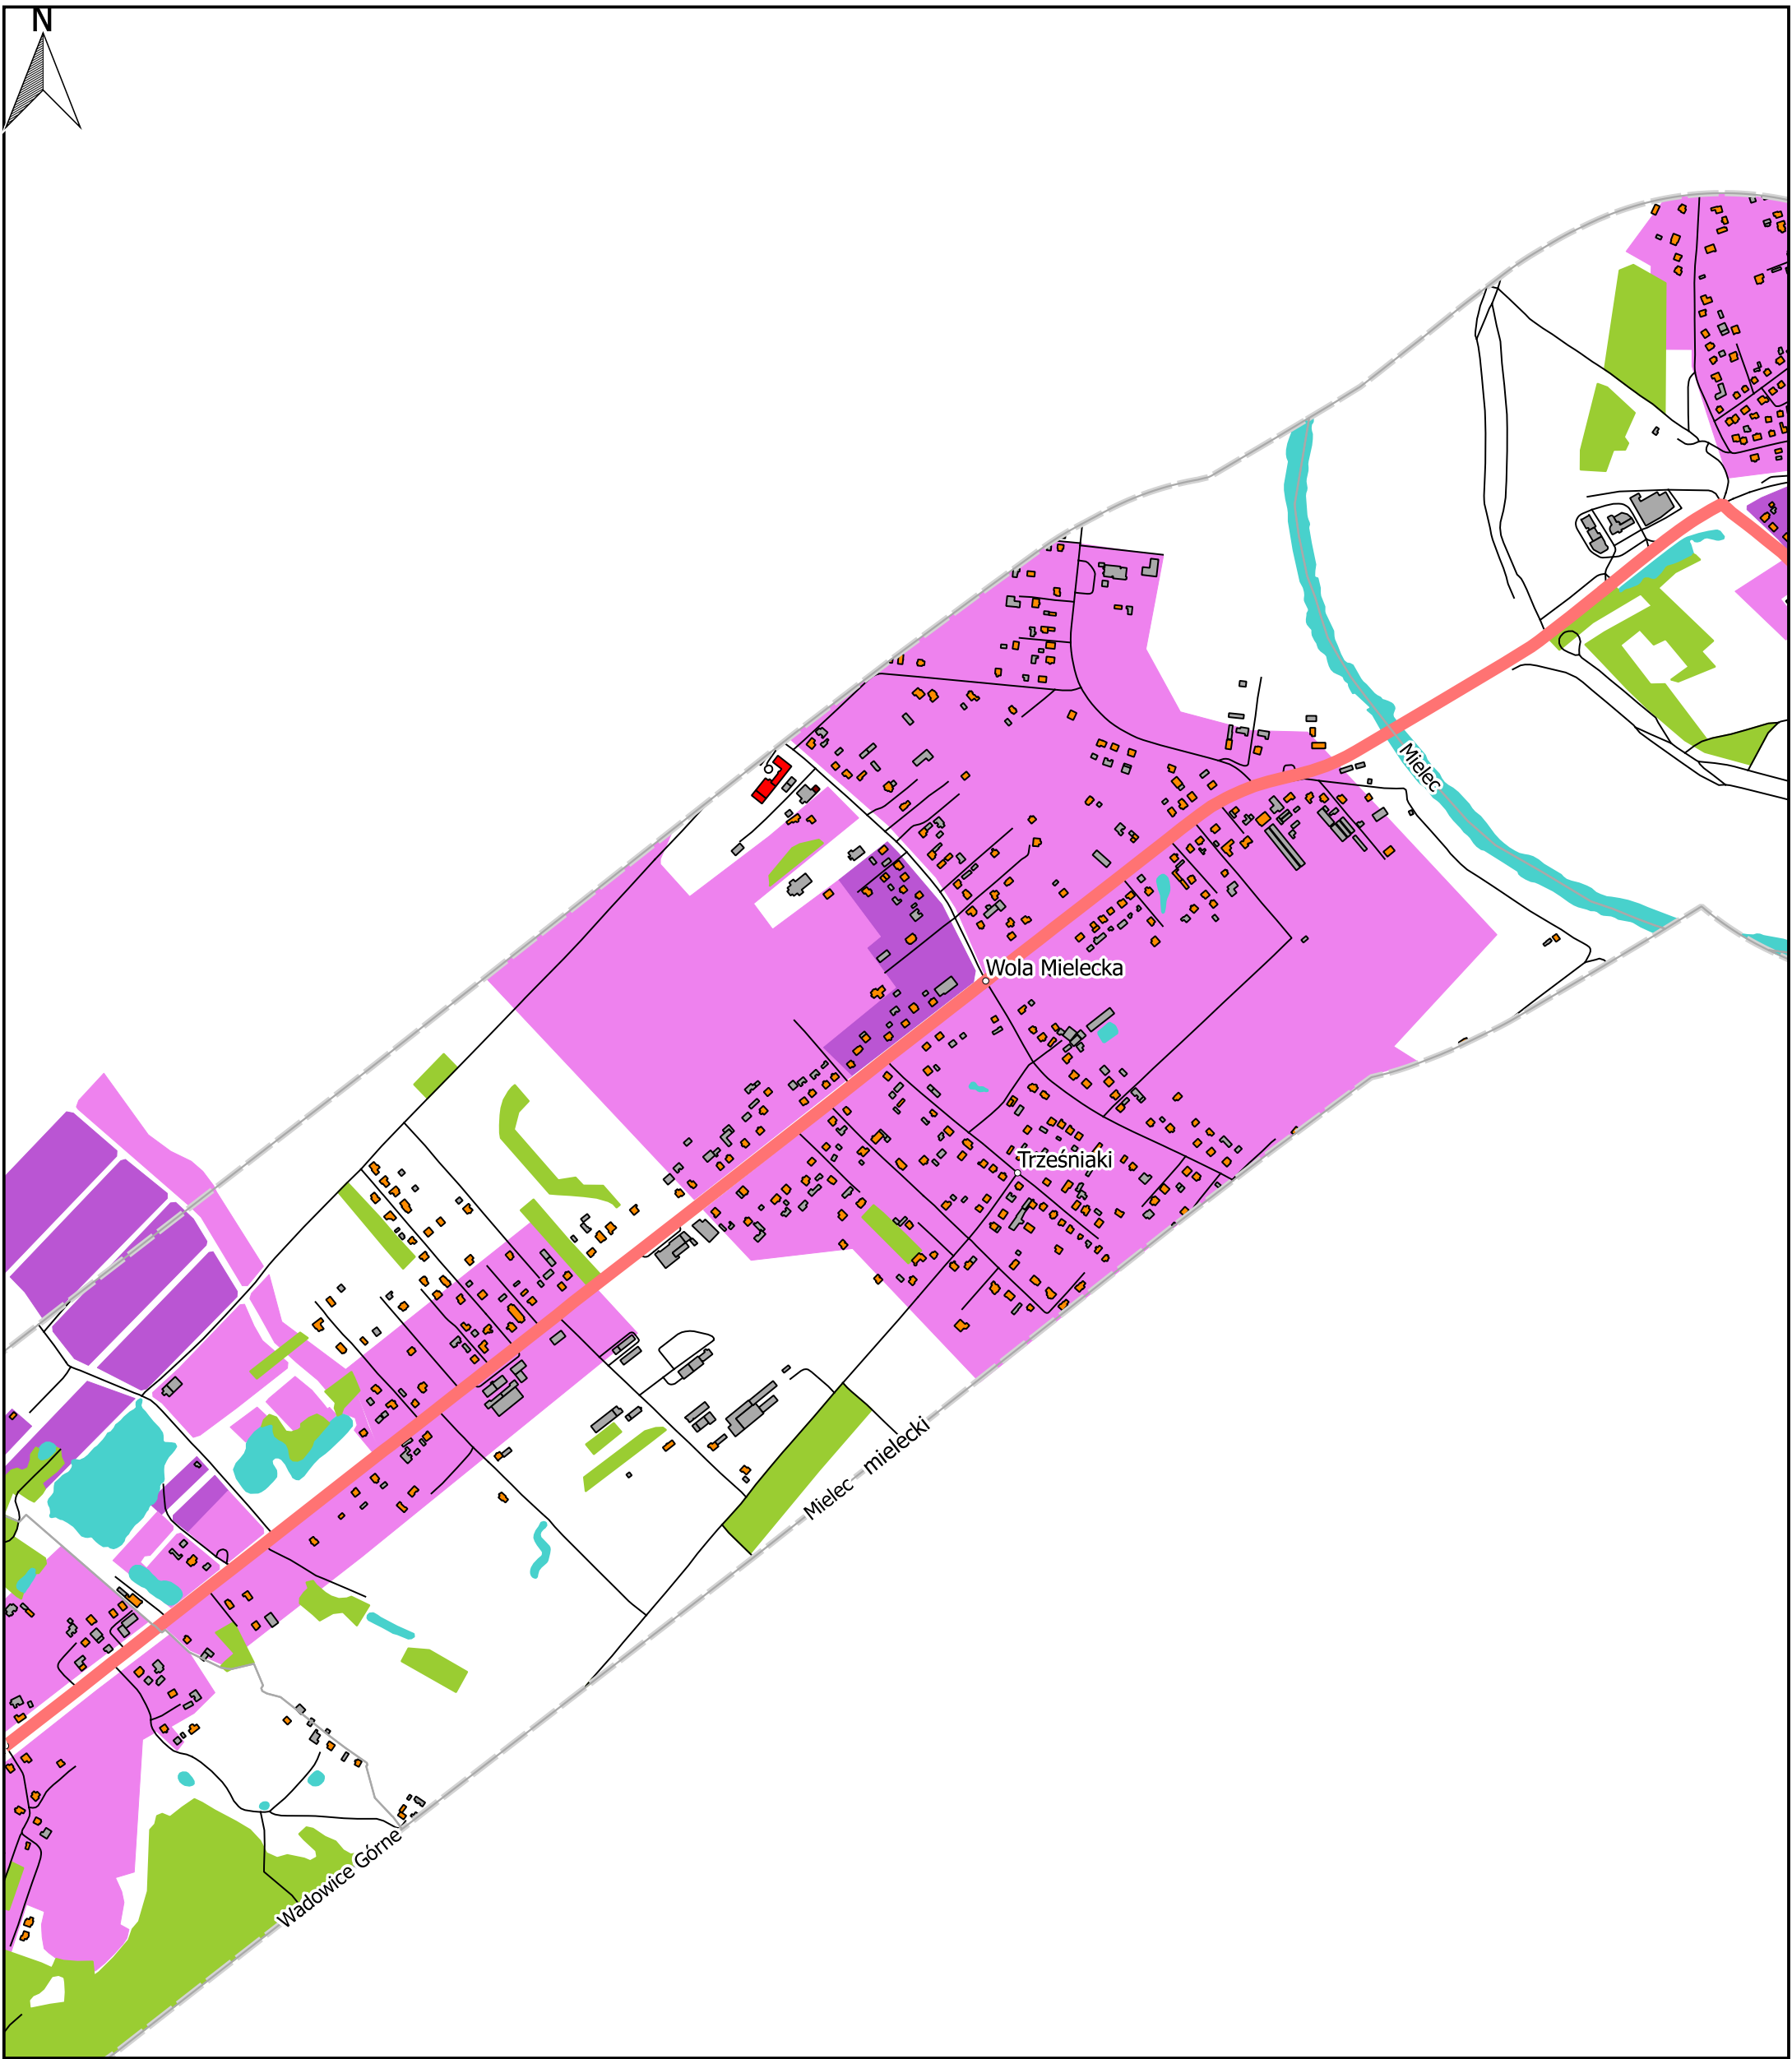 N
Mielec
Wola Mielecka
Trześniaki
Mielec - mielecki
Wadowice Górne